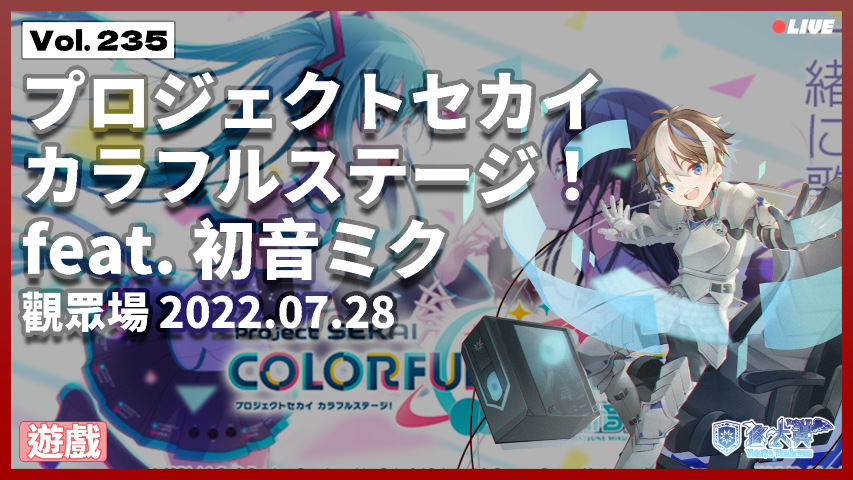 Vol. 235
LIVE
プロジェクトセカイ
カラフルステージ！
feat. 初音ミク
觀眾場 2022.07.28
一緒に歌
Project SEKAI
COLORFUL
プロジェクトセカイ カラフルステージ！
遊戲